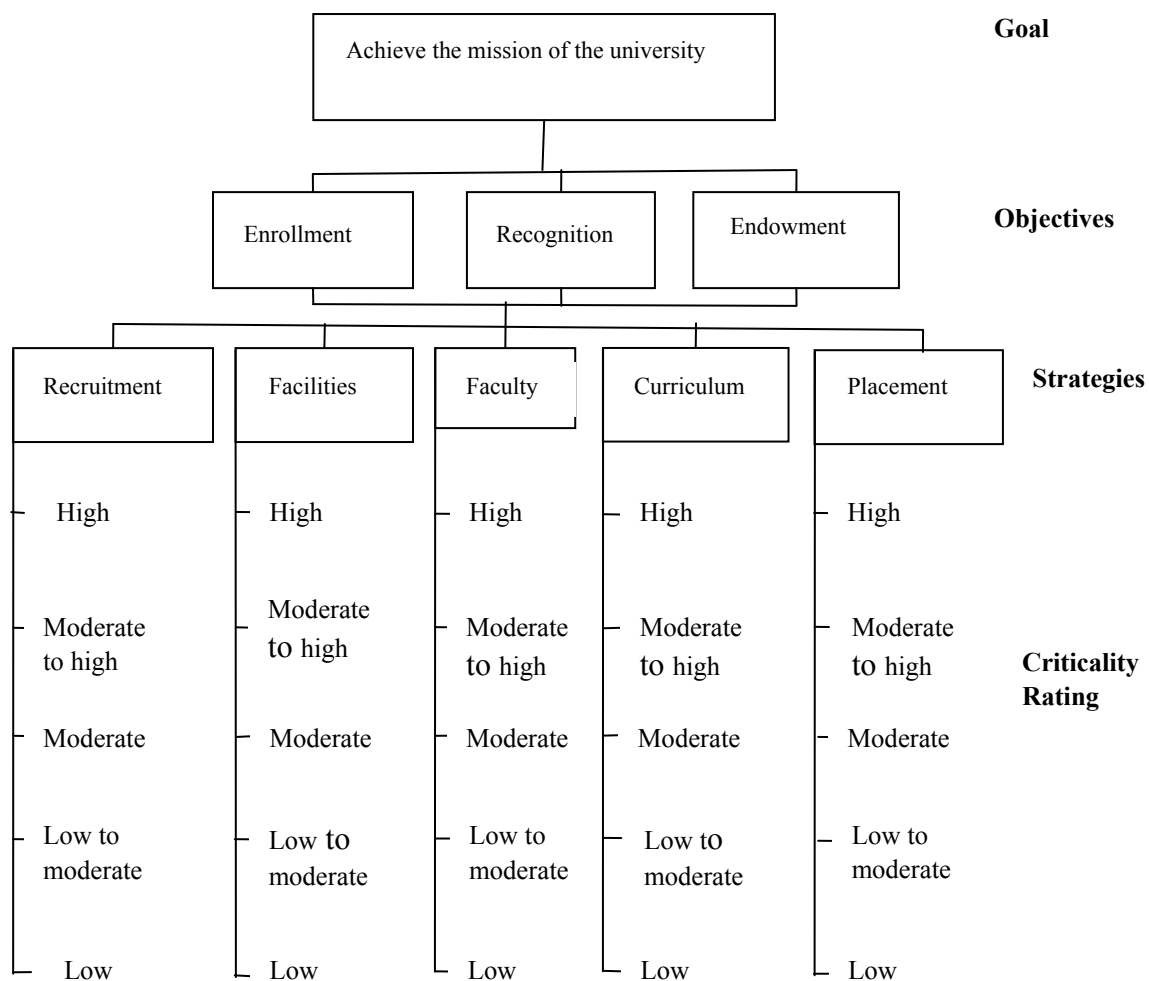 Goal
Achieve the mission of the university
Objectives
Enrollment
Recognition
Endowment
Strategies
Recruitment
Facilities
Faculty
Curriculum
Placement
High
High
High
High
High
Moderate
to high
Moderate
to high
Moderate
to high
Moderate
to high
Moderate
to high
Criticality
Rating
Moderate
Moderate
Moderate
Moderate
Moderate
Low to
moderate
Low to
moderate
Low to
moderate
Low to
moderate
Low to
moderate
Low
Low
Low
Low
Low